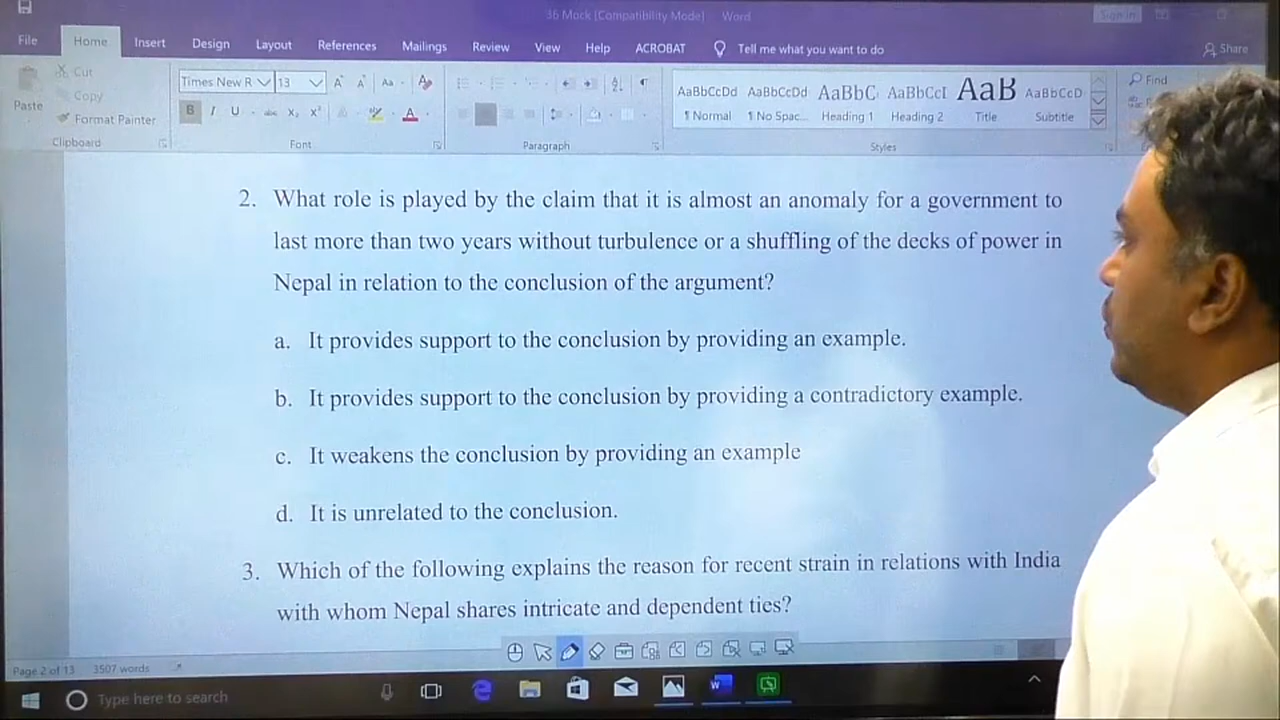 36 Mock [Compatibility Mode] Word Sign in
File Home Insert Design Layout References Mailings Review View Help ACROBAT Tell me what you want to do Share
Cut
Copy
Paste
Format Painter
Clipboard
Times New R 13
Font
Paragraph
AaBbCcDd AaBbCcDd AaBbC AaBbCcI AaB AaBbCcD
¶ Normal ¶ No Spac... Heading 1 Heading 2 Title Subtitle
Styles
Find
2. What role is played by the claim that it is almost an anomaly for a government to
last more than two years without turbulence or a shuffling of the decks of power in
Nepal in relation to the conclusion of the argument?
a. It provides support to the conclusion by providing an example.
b. It provides support to the conclusion by providing a contradictory example.
c. It weakens the conclusion by providing an example
d. It is unrelated to the conclusion.
3. Which of the following explains the reason for recent strain in relations with India
with whom Nepal shares intricate and dependent ties?
Page 2 of 13 3507 words
Type here to search